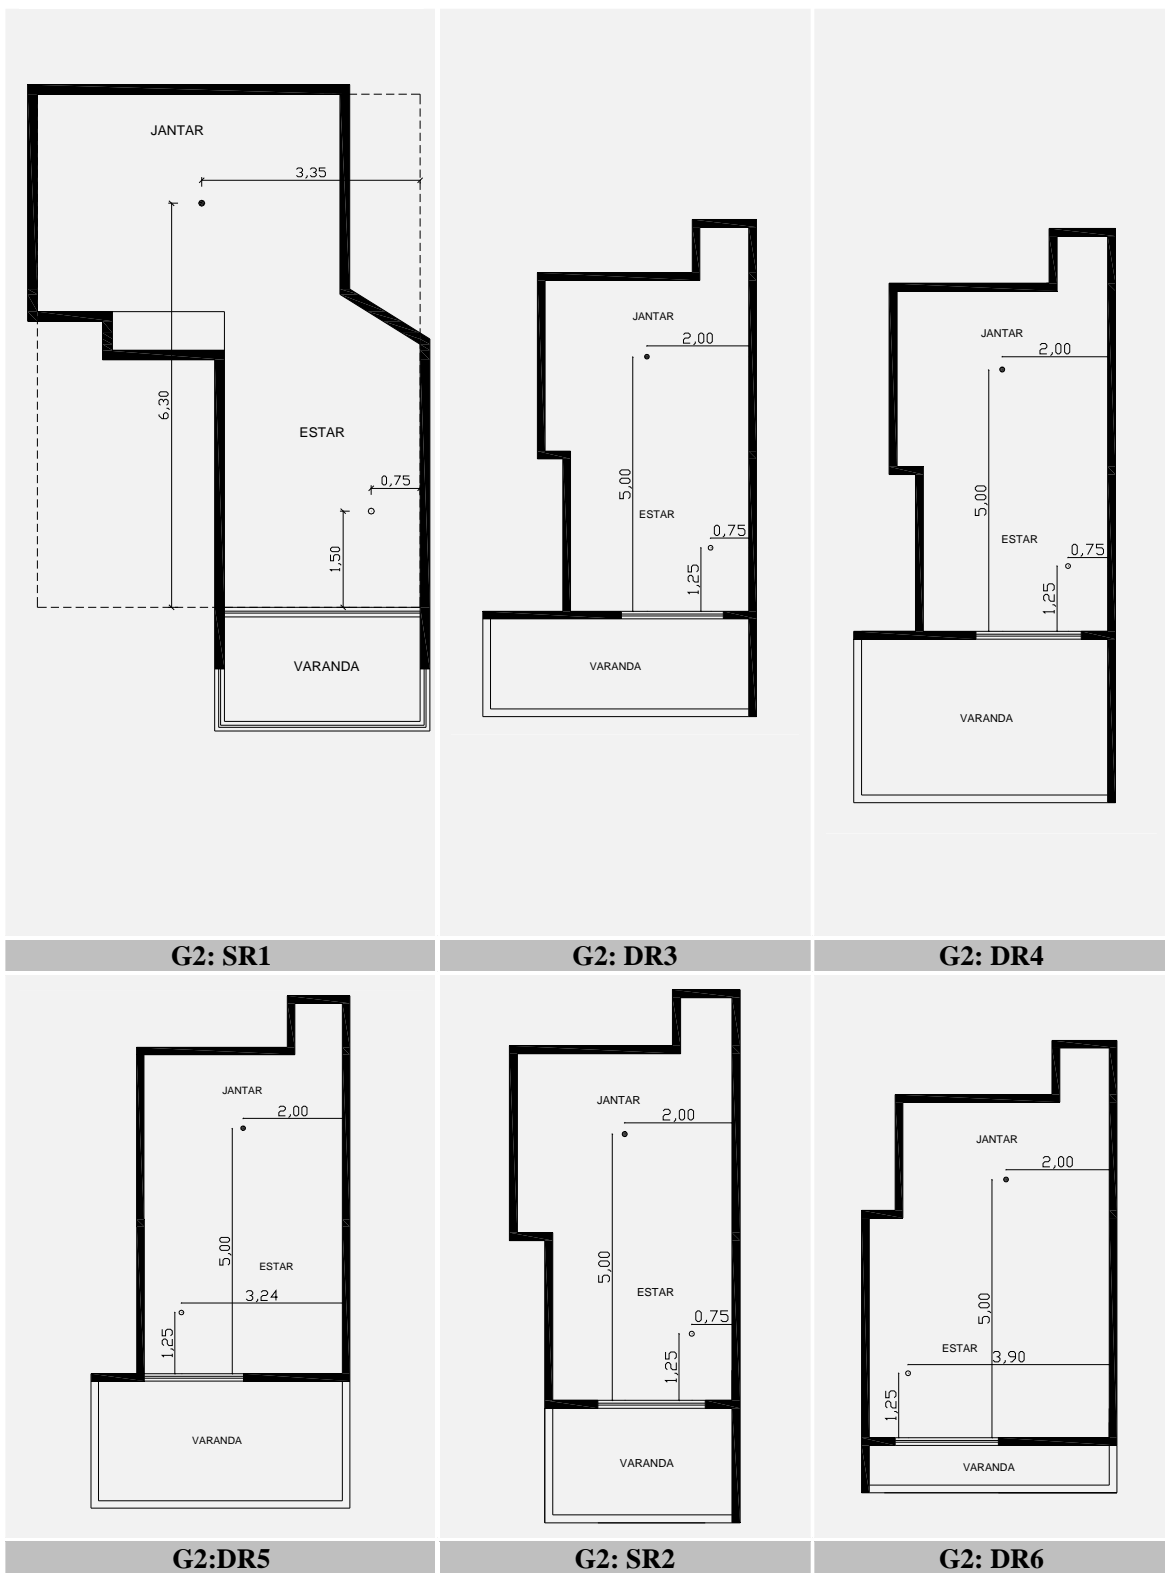 JANTAR
3,35
6,30
ESTAR
0,75
1,50
VARANDA
G2: SR1
JANTAR
2,00
5,00
ESTAR
0,75
1,25
VARANDA
G2: DR3
JANTAR
2,00
5,00
ESTAR
0,75
1,25
VARANDA
G2: DR4
JANTAR
2,00
5,00
ESTAR
3,24
1,25
VARANDA
G2:DR5
JANTAR
2,00
5,00
ESTAR
0,75
1,25
VARANDA
G2: SR2
JANTAR
2,00
5,00
ESTAR
3,90
1,25
VARANDA
G2: DR6